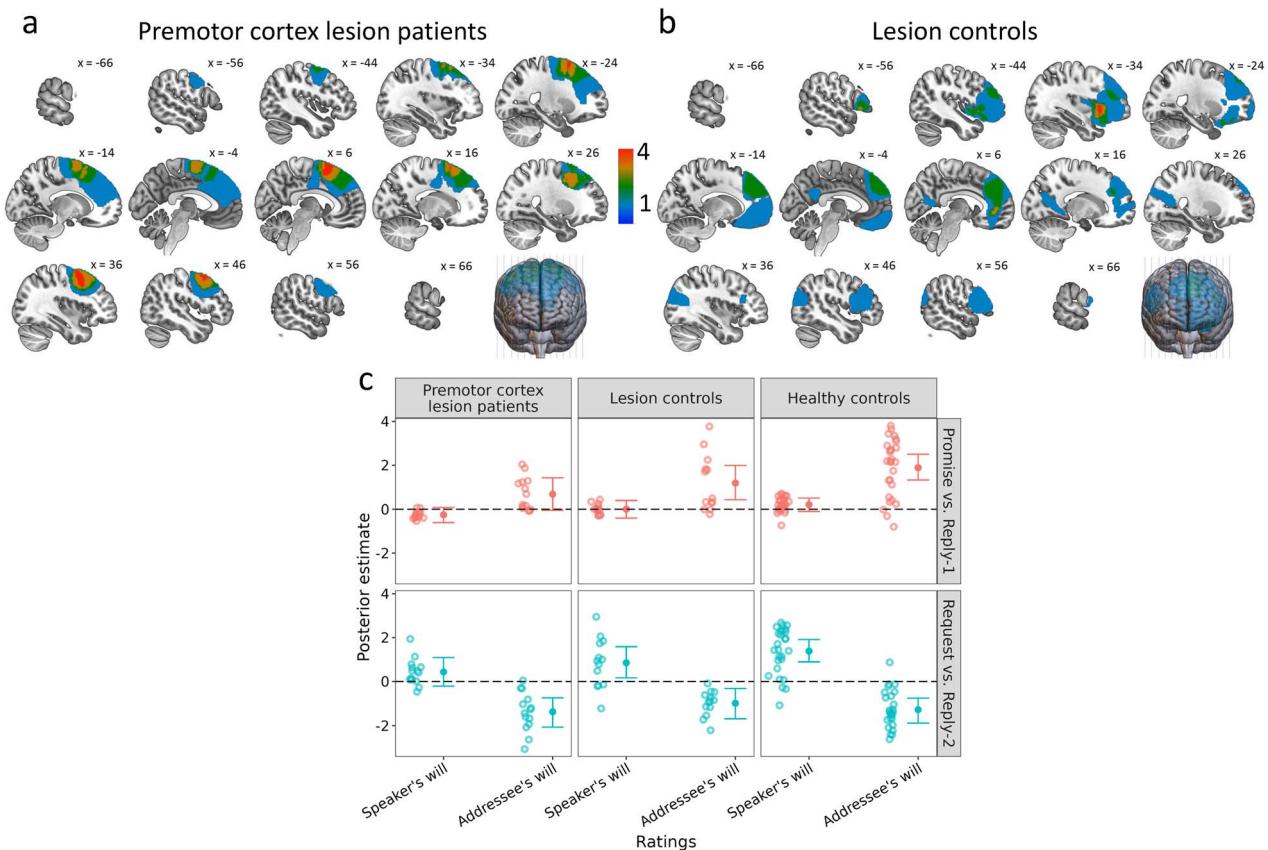 a
Premotor cortex lesion patients
x = -66
x = -56
x = -44
x = -34
x = -24
x = -14
x = -4
x = 6
x = 16
x = 26
x = 36
x = 46
x = 56
x = 66
4
1
b
Lesion controls
x = -66
x = -56
x = -44
x = -34
x = -24
x = -14
x = -4
x = 6
x = 16
x = 26
x = 36
x = 46
x = 56
x = 66
c
Premotor cortex
lesion patients
Lesion controls
Healthy controls
4
2
0
-2
Promise vs. Reply-1
4
2
0
-2
Request vs. Reply-2
Posterior estimate
Speaker's will
Addressee's will
Speaker's will
Addressee's will
Speaker's will
Addressee's will
Ratings